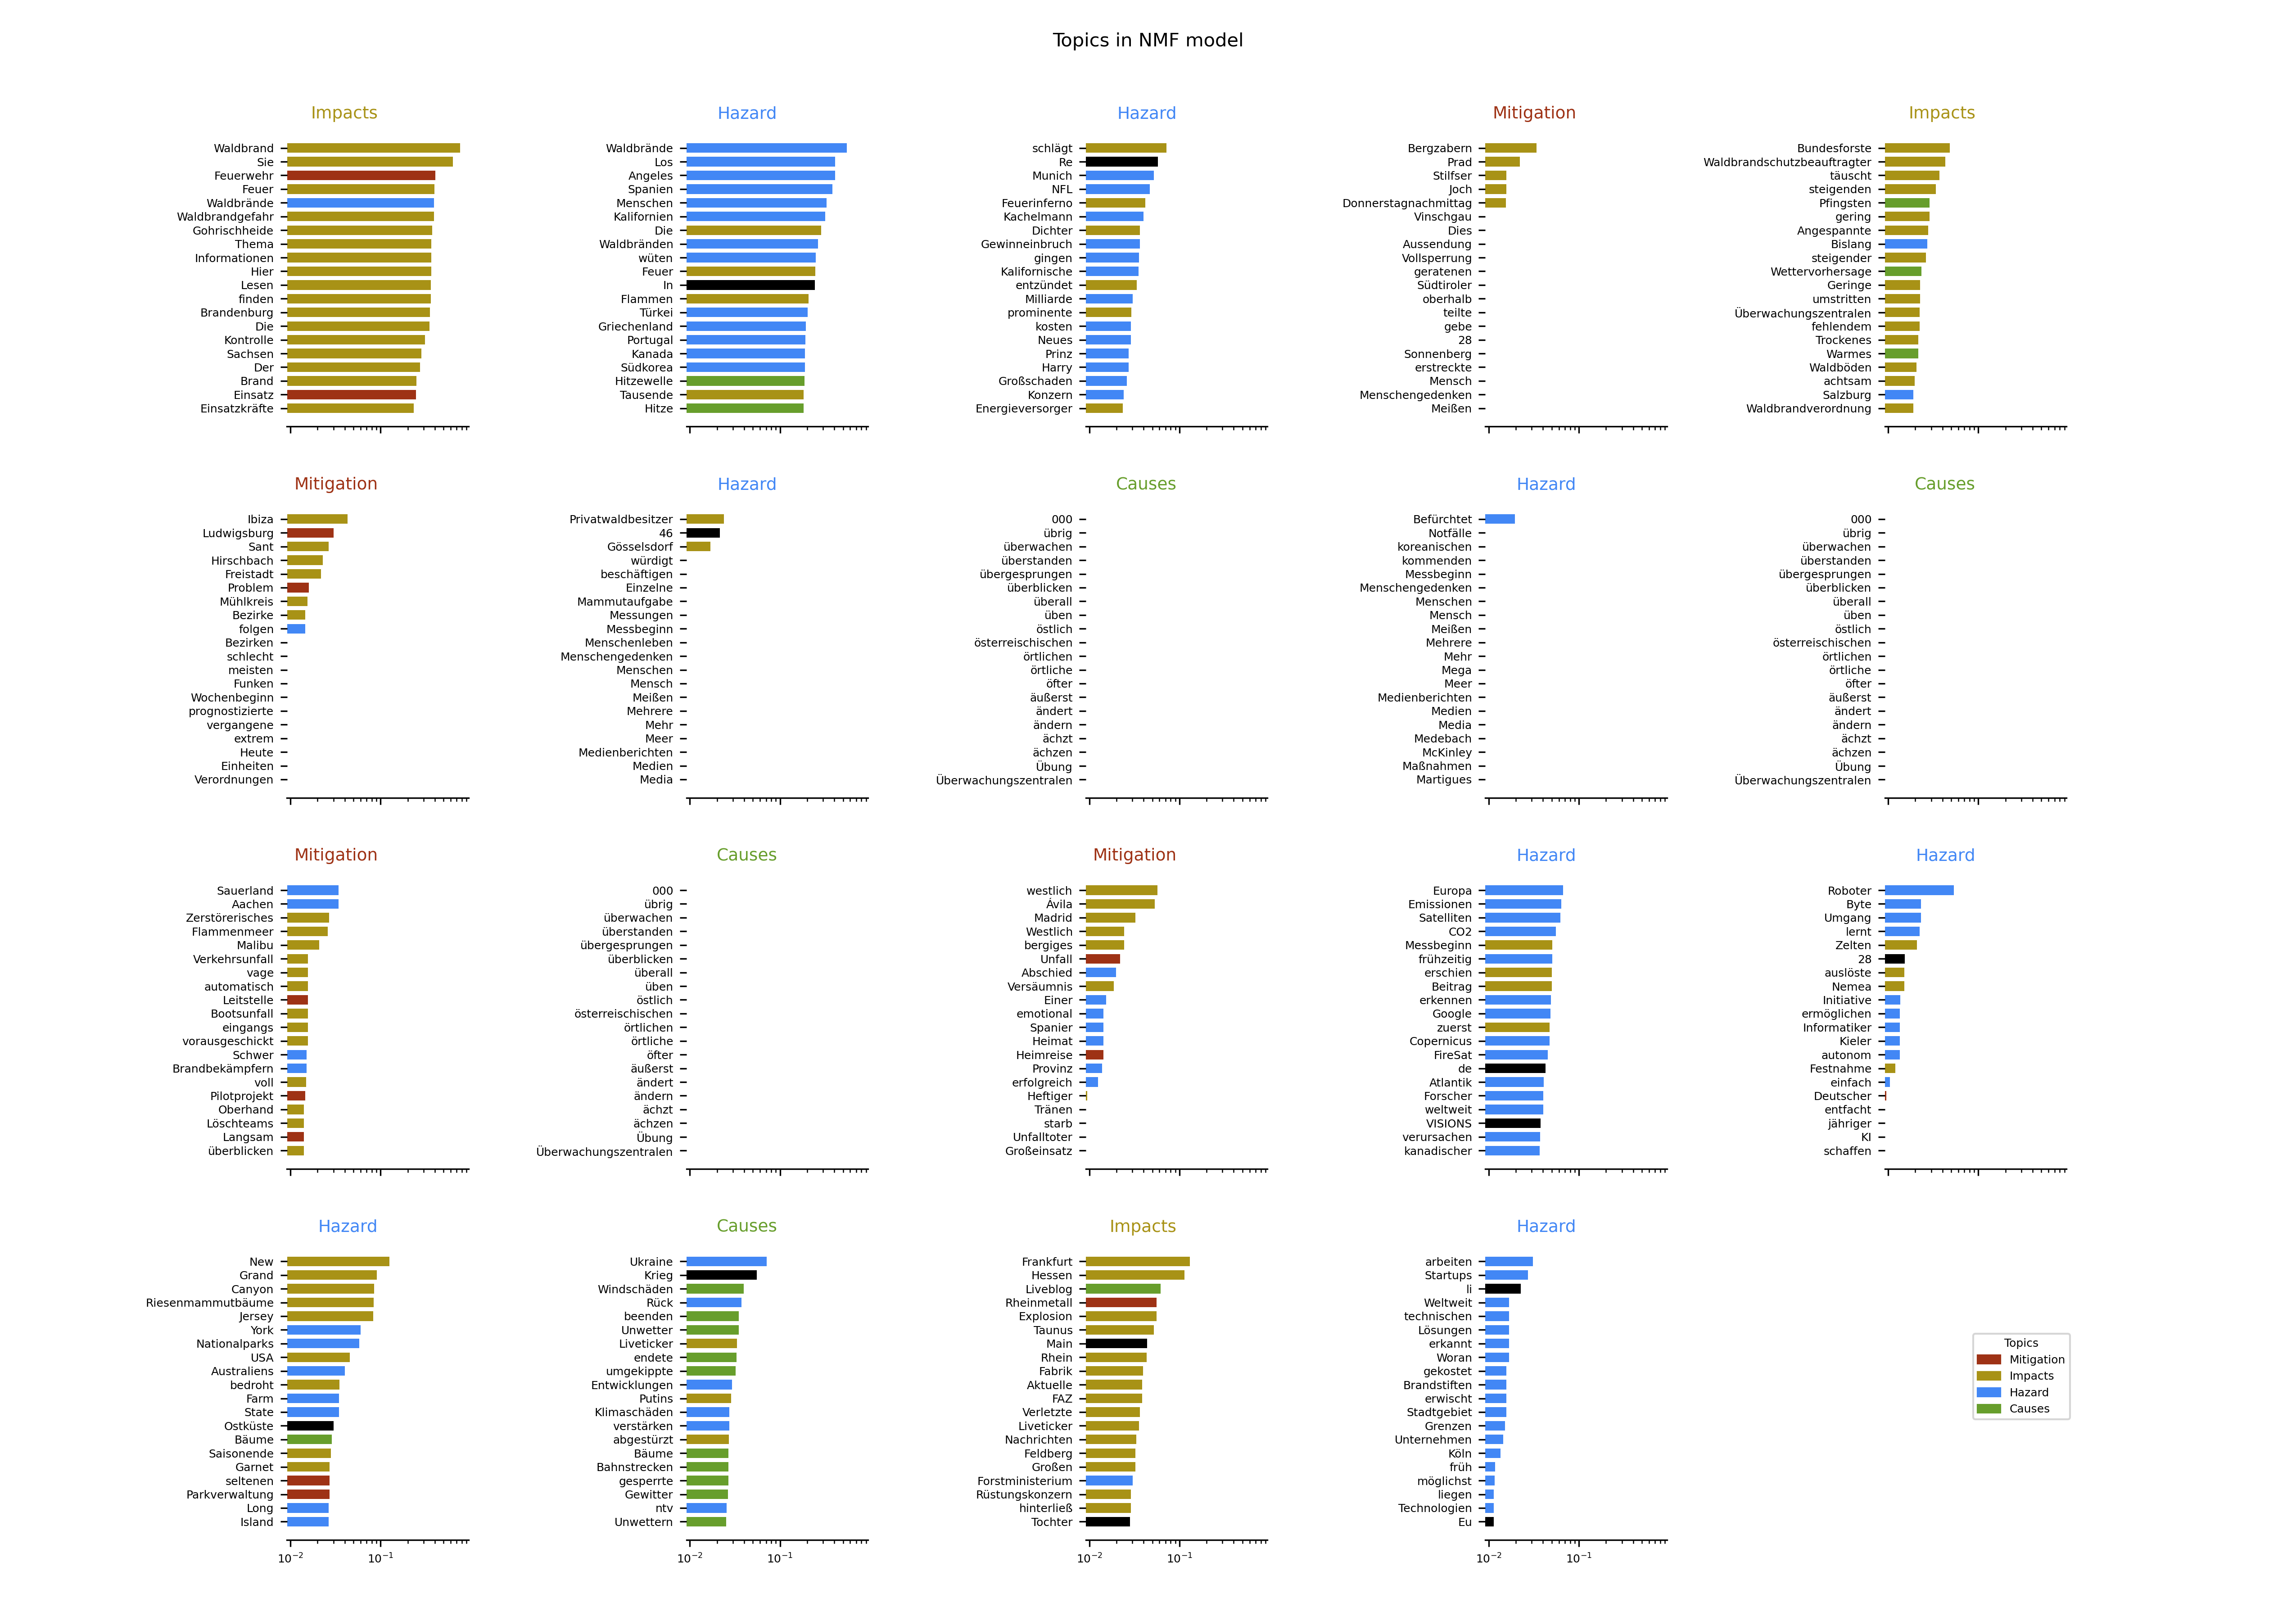 Topics in NMF model
Impacts
Waldbrand
Sie
Feuerwehr
Feuer
Waldbrände
Waldbrandgefahr
Gohrischheide
Thema
Informationen
Hier
Lesen
finden
Brandenburg
Die
Kontrolle
Sachsen
Der
Brand
Einsatz
Einsatzkräfte
Hazard
Waldbrände
Los
Angeles
Spanien
Menschen
Kalifornien
Die
Waldbränden
wüten
Feuer
In
Flammen
Türkei
Griechenland
Portugal
Kanada
Südkorea
Hitzewelle
Tausende
Hitze
Hazard
schlägt
Re
Munich
NFL
Feuerinferno
Kachelmann
Dichter
Gewinneinbruch
gingen
Kalifornische
entzündet
Milliarde
prominente
kosten
Neues
Prinz
Harry
Großschaden
Konzern
Energieversorger
Mitigation
Bergzabern
Prad
Stilfser
Joch
Donnerstagnachmittag
Vinschgau
Dies
Aussendung
Vollsperrung
geratenen
Südtiroler
oberhalb
teilte
gebe
28
Sonnenberg
erstreckte
Mensch
Menschengedenken
Meißen
Impacts
Bundesforste
Waldbrandschutzbeauftragter
täuscht
steigenden
Pfingsten
gering
Angespannte
Bislang
steigender
Wettervorhersage
Geringe
umstritten
Überwachungszentralen
fehlendem
Trockenes
Warmes
Waldböden
achtsam
Salzburg
Waldbrandverordnung
Mitigation
Ibiza
Ludwigsburg
Sant
Hirschbach
Freistadt
Problem
Mühlkreis
Bezirke
folgen
Bezirken
schlecht
meisten
Funken
Wochenbeginn
prognostizierte
vergangene
extrem
Heute
Einheiten
Verordnungen
Hazard
Privatwaldbesitzer
46
Gösselsdorf
würdigt
beschäftigen
Einzelne
Mammutaufgabe
Messungen
Messbeginn
Menschenleben
Menschengedenken
Menschen
Mensch
Meißen
Mehrere
Mehr
Meer
Medienberichten
Medien
Media
Causes
000
übrig
überwachen
überstanden
übergesprungen
überblicken
überall
üben
östlich
österreischischen
örtlichen
örtliche
öfter
äußerst
ändert
ändern
ächzt
ächzen
Übung
Überwachungszentralen
Hazard
Befürchtet
Notfälle
koreanischen
kommenden
Messbeginn
Menschengedenken
Menschen
Mensch
Meißen
Mehrere
Mehr
Mega
Meer
Medienberichten
Medien
Media
Medebach
McKinley
Maßnahmen
Martigues
Causes
000
übrig
überwachen
überstanden
übergesprungen
überblicken
überall
üben
östlich
österreischischen
örtlichen
örtliche
öfter
äußerst
ändert
ändern
ächzt
ächzen
Übung
Überwachungszentralen
Mitigation
Sauerland
Aachen
Zerstörerisches
Flammenmeer
Malibu
Verkehrsunfall
vage
automatisch
Leitstelle
Bootsunfall
eingangs
vorausgeschickt
Schwer
Brandbekämpfern
voll
Pilotprojekt
Oberhand
Löschteams
Langsam
überblicken
Causes
000
übrig
überwachen
überstanden
übergesprungen
überblicken
überall
üben
östlich
österreischischen
örtlichen
örtliche
öfter
äußerst
ändert
ändern
ächzt
ächzen
Übung
Überwachungszentralen
Mitigation
westlich
Ávila
Madrid
Westlich
bergiges
Unfall
Abschied
Versäumnis
Einer
emotional
Spanier
Heimat
Heimreise
Provinz
erfolgreich
Heftiger
Tränen
starb
Unfalltoter
Großeinsatz
Hazard
Europa
Emissionen
Satelliten
CO2
Messbeginn
frühzeitig
erschien
Beitrag
erkennen
Google
zuerst
Copernicus
FireSat
de
Atlantik
Forscher
weltweit
VISIONS
verursachen
kanadischer
Hazard
Roboter
Byte
Umgang
lernt
Zelten
28
auslöste
Nemea
Initiative
ermöglichen
Informatiker
Kieler
autonom
Festnahme
einfach
Deutscher
entfacht
jähriger
KI
schaffen
Hazard
New
Grand
Canyon
Riesenmammutbäume
Jersey
York
Nationalparks
USA
Australiens
bedroht
Farm
State
Ostküste
Bäume
Saisonende
Garnet
seltenen
Parkverwaltung
Long
Island
10⁻² 10⁻¹
Causes
Ukraine
Krieg
Windschäden
Rück
beenden
Unwetter
Liveticker
endete
umgekippte
Entwicklungen
Putins
Klimaschäden
verstärken
abgestürzt
Bäume
Bahnstrecken
gesperrte
Gewitter
ntv
Unwettern
10⁻² 10⁻¹
Impacts
Frankfurt
Hessen
Liveblog
Rheinmetall
Explosion
Taunus
Main
Rhein
Fabrik
Aktuelle
FAZ
Verletzte
Liveticker
Nachrichten
Feldberg
Großen
Forstministerium
Rüstungskonzern
hinterließ
Tochter
10⁻² 10⁻¹
Hazard
arbeiten
Startups
li
Weltweit
technischen
Lösungen
erkannt
Woran
gekostet
Brandstiften
erwischt
Stadtgebiet
Grenzen
Unternehmen
Köln
früh
möglichst
liegen
Technologien
Eu
10⁻² 10⁻¹
Topics
Mitigation
Impacts
Hazard
Causes